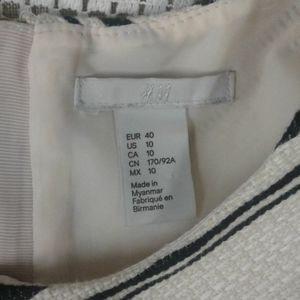 H&M
EUR 40
US 10
CA 10
CN 170/92A
MX 10
Made in
Myanmar
Fabriqué en
Birmanie